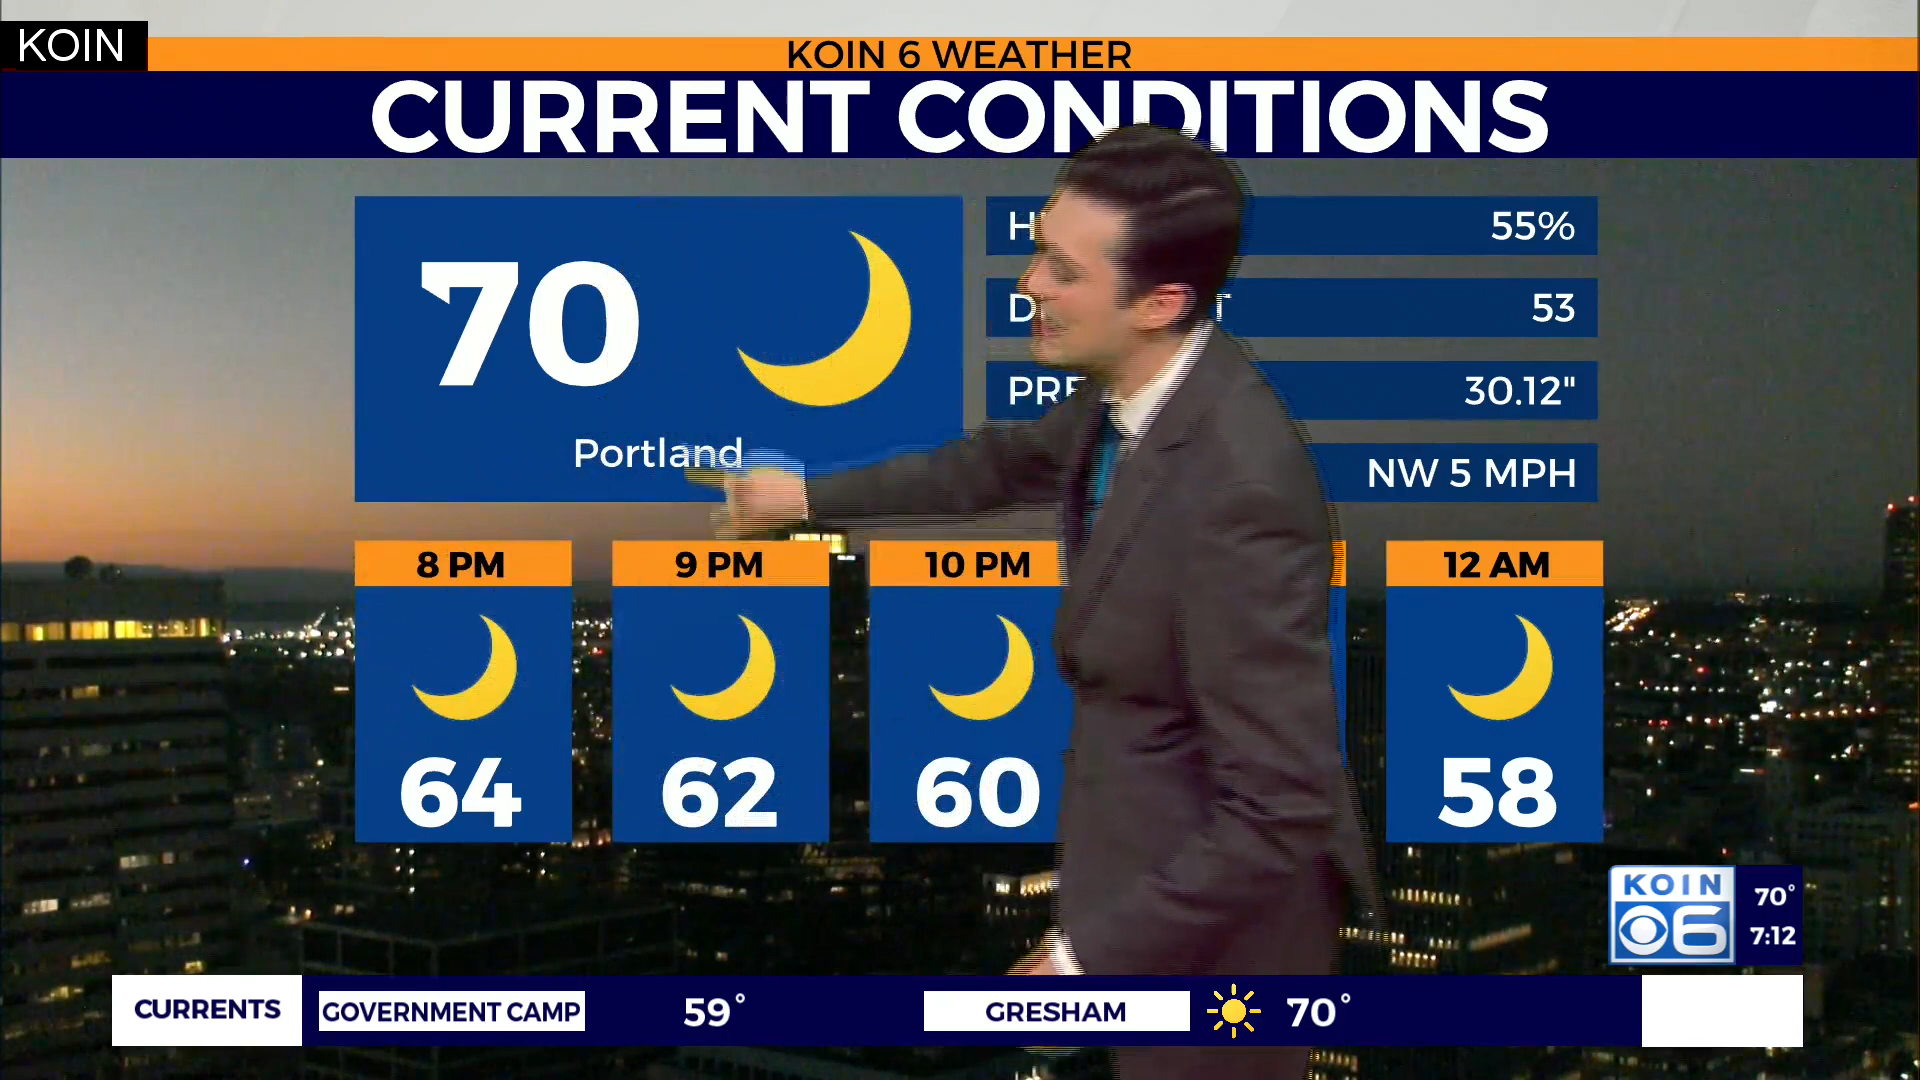 KOIN
KOIN 6 WEATHER
CURRENT CONDITIONS
70
Portland
55%
53
30.12"
NW 5 MPH
8 PM
9 PM
10 PM
12 AM
64
62
60
58
KOIN
6
70°
7:12
CURRENTS
GOVERNMENT CAMP
59°
GRESHAM
70°